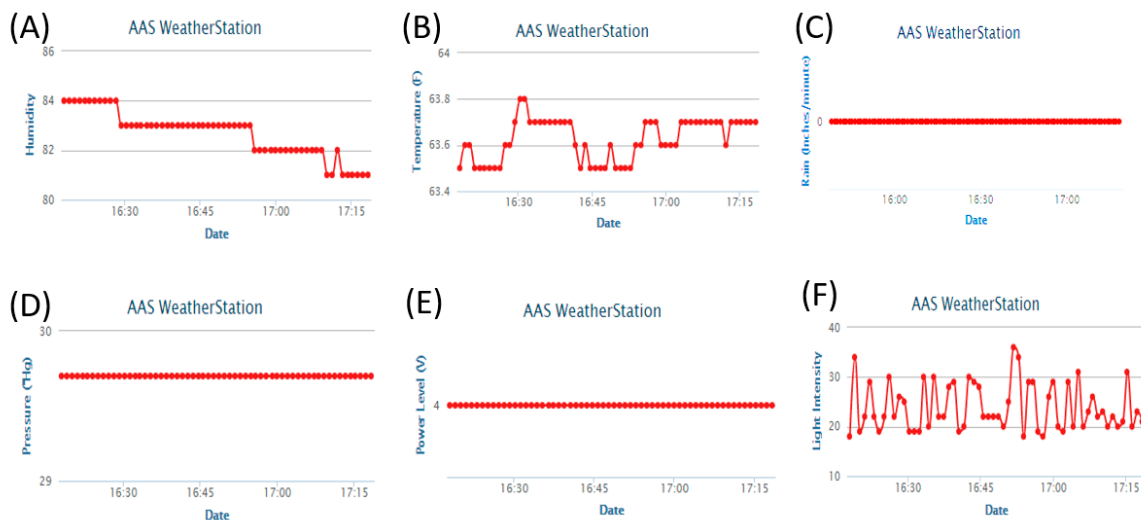 (A)
AAS WeatherStation
86
84
82
80
Humidity
16:30 16:45 17:00 17:15
Date
(B)
AAS WeatherStation
64
63.8
63.6
63.4
Temperature (F)
16:30 16:45 17:00 17:15
Date
(C)
AAS WeatherStation
0
Rain (Inches/minute)
16:00 16:30 17:00
Date
(D)
AAS WeatherStation
30
29
Pressure ("Hg)
16:30 16:45 17:00 17:15
Date
(E)
AAS WeatherStation
4
Power Level (V)
16:30 16:45 17:00 17:15
Date
(F)
AAS WeatherStation
40
30
20
10
Light Intensity
16:30 16:45 17:00 17:15
Date